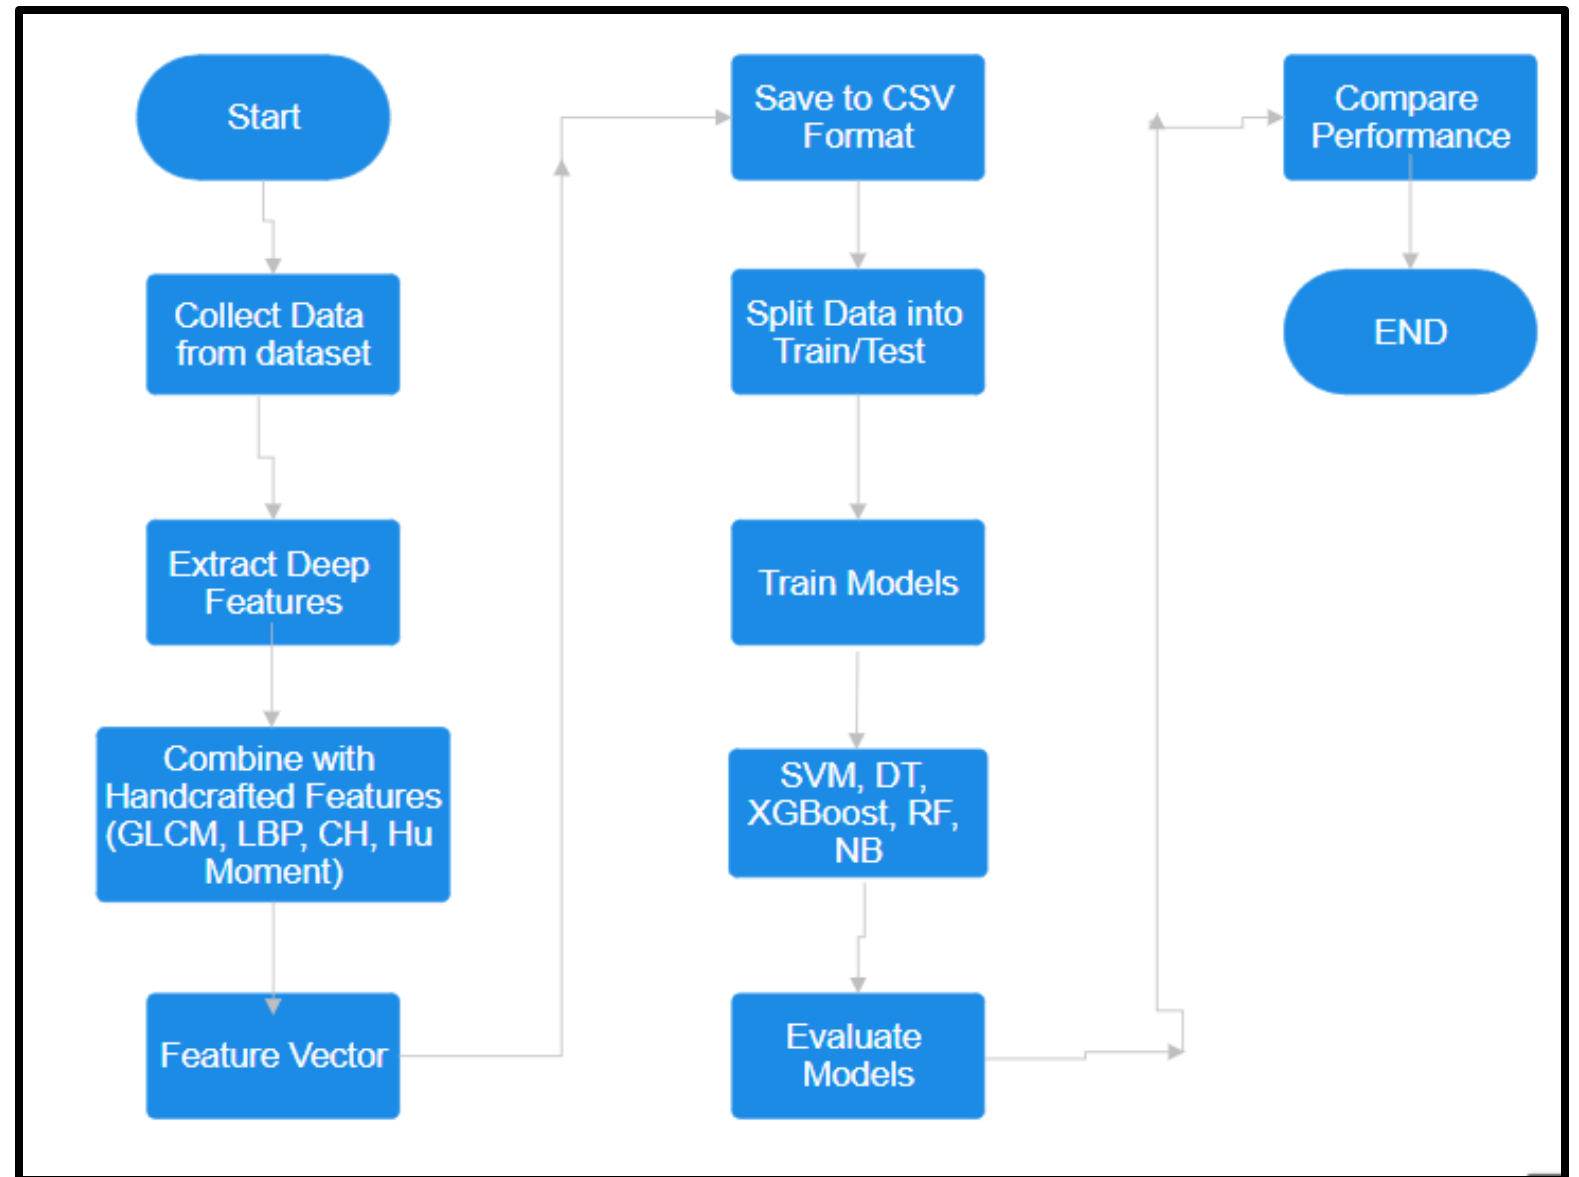 Start
Collect Data
from dataset
Extract Deep
Features
Combine with
Handcrafted Features
(GLCM, LBP, CH, Hu
Moment)
Feature Vector
Save to CSV
Format
Split Data into
Train/Test
Train Models
SVM, DT,
XGBoost, RF,
NB
Evaluate
Models
Compare
Performance
END